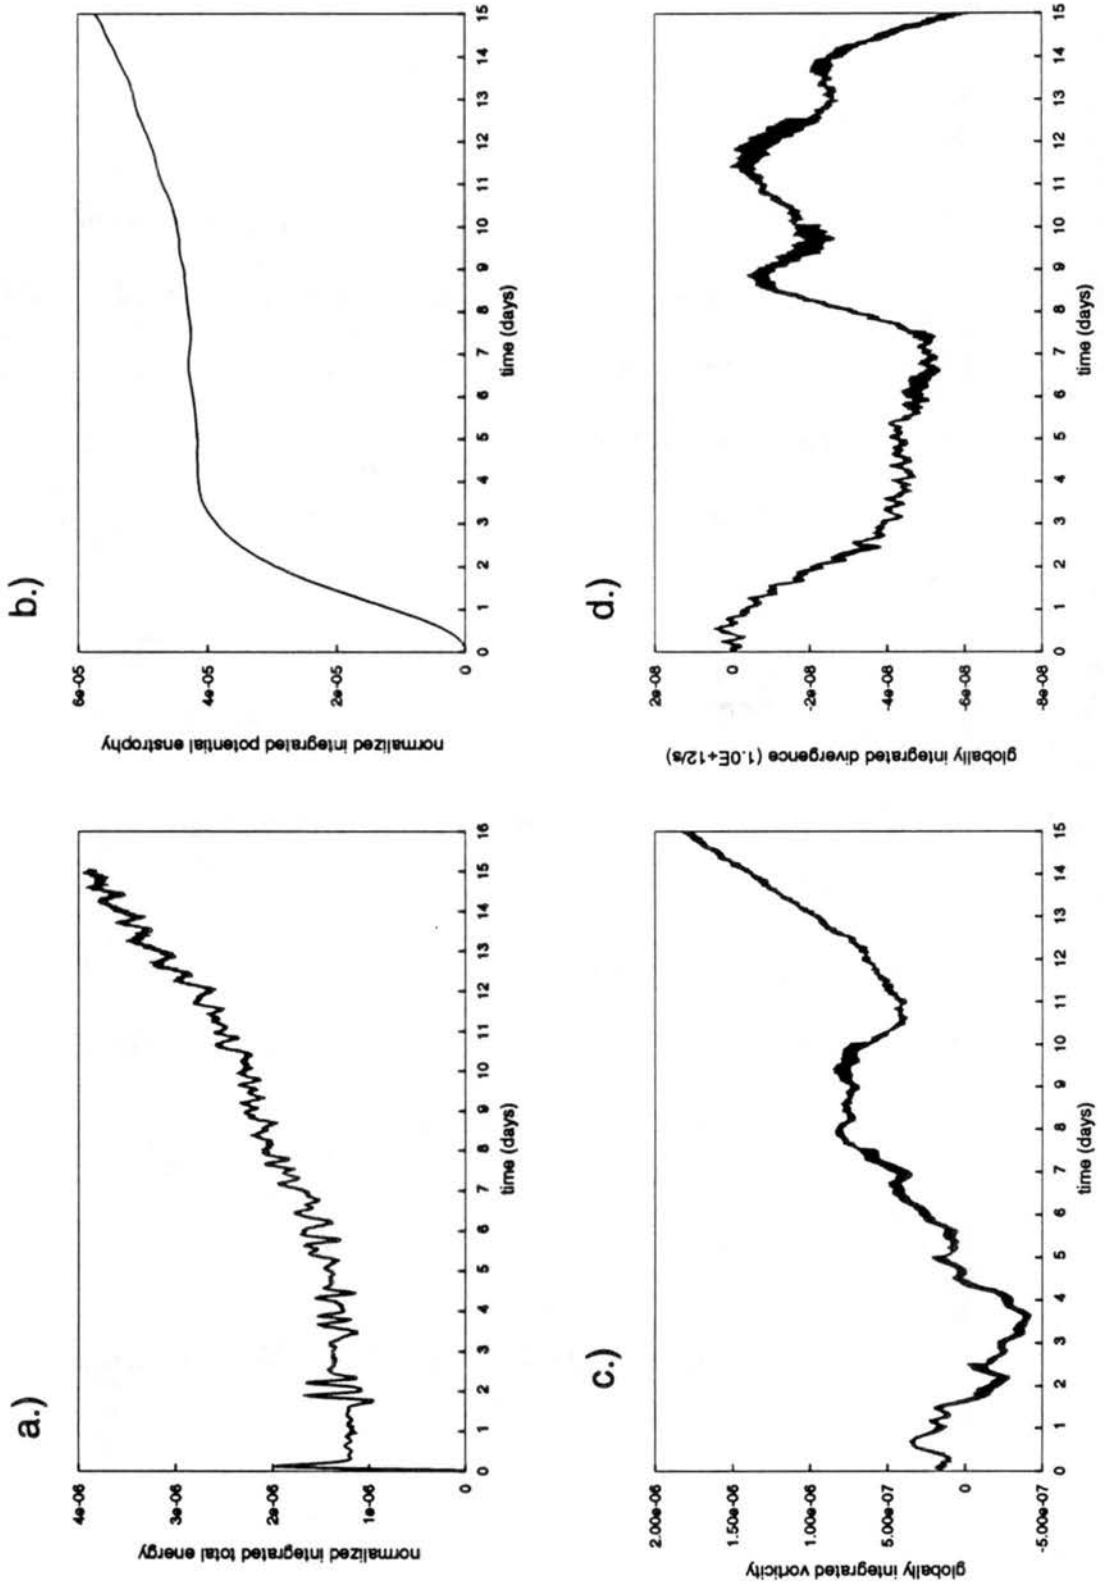 a.)
normalized integrated total energy
4e-06
3e-06
2e-06
1e-06
0
0 1 2 3 4 5 6 7 8 9 10 11 12 13 14 15 16
time (days)
b.)
normalized integrated potential enstrophy
6e-05
4e-05
2e-05
0
0 1 2 3 4 5 6 7 8 9 10 11 12 13 14 15
time (days)
c.)
globally integrated vorticity
2.00e-06
1.50e-06
1.00e-06
5.00e-07
0
-5.00e-07
0 1 2 3 4 5 6 7 8 9 10 11 12 13 14 15
time (days)
d.)
globally integrated divergence (1.0E+12/s)
2e-08
0
-2e-08
-4e-08
-6e-08
-8e-08
0 1 2 3 4 5 6 7 8 9 10 11 12 13 14 15
time (days)